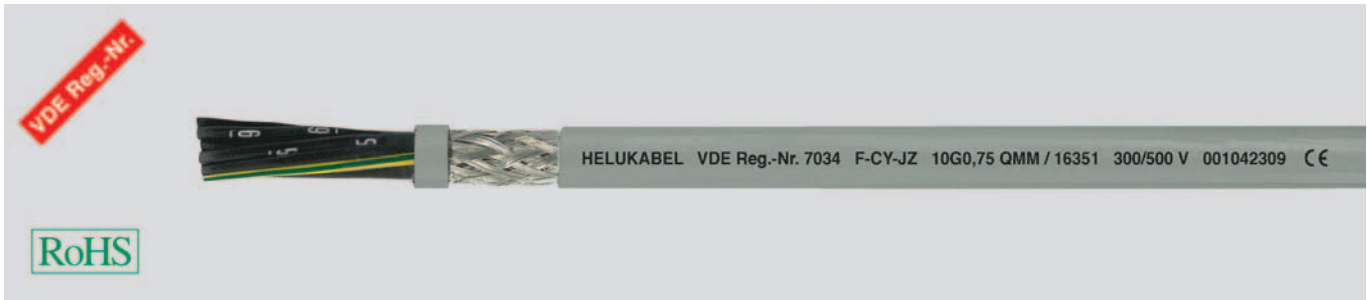 VDE Reg.-Nr.
HELUKABEL VDE Reg.-Nr. 7034 F-CY-JZ 10G0,75 QMM / 16351 300/500 V 001042309 CE
RoHS